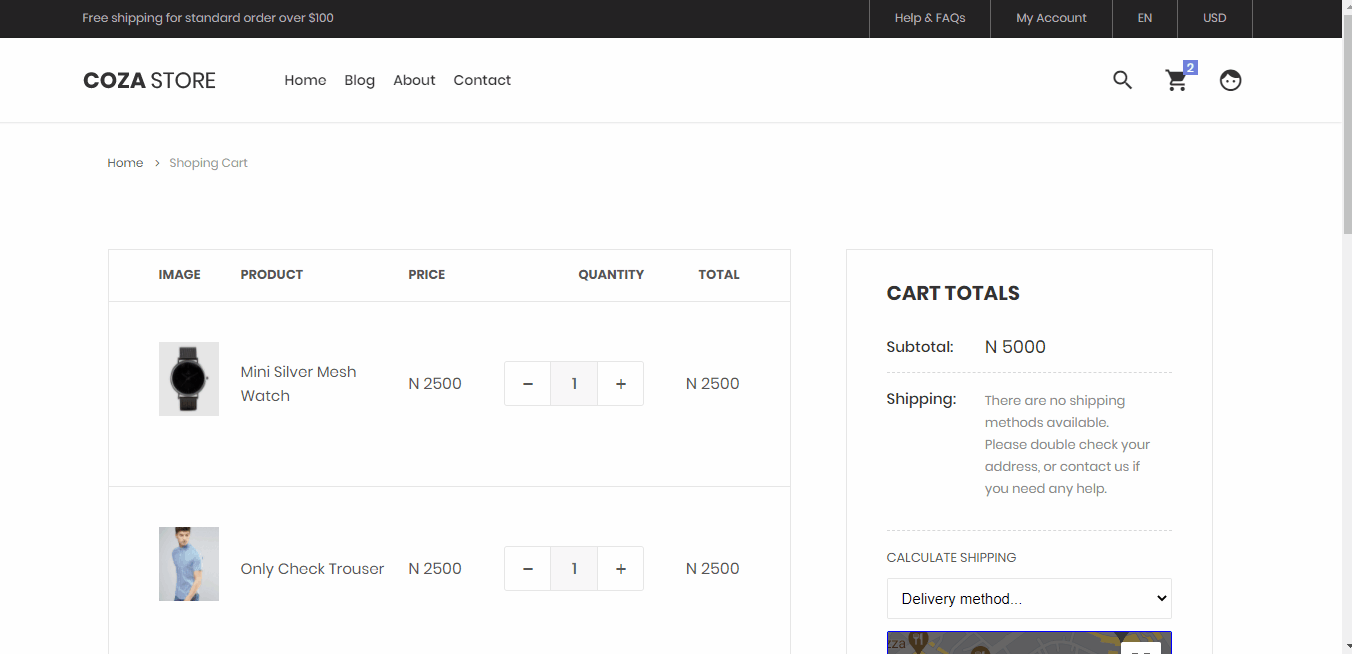 Free shipping for standard order over $100
Help & FAQs
My Account
EN
USD
COZA STORE
Home
Blog
About
Contact
2
Home > Shoping Cart
IMAGE PRODUCT PRICE QUANTITY TOTAL
Mini Silver Mesh
Watch
N 2500
− 1 +
N 2500
Only Check Trouser
N 2500
− 1 +
N 2500
CART TOTALS
Subtotal: N 5000
Shipping:
There are no shipping
methods available.
Please double check your
address, or contact us if
you need any help.
CALCULATE SHIPPING
Delivery method...
zza